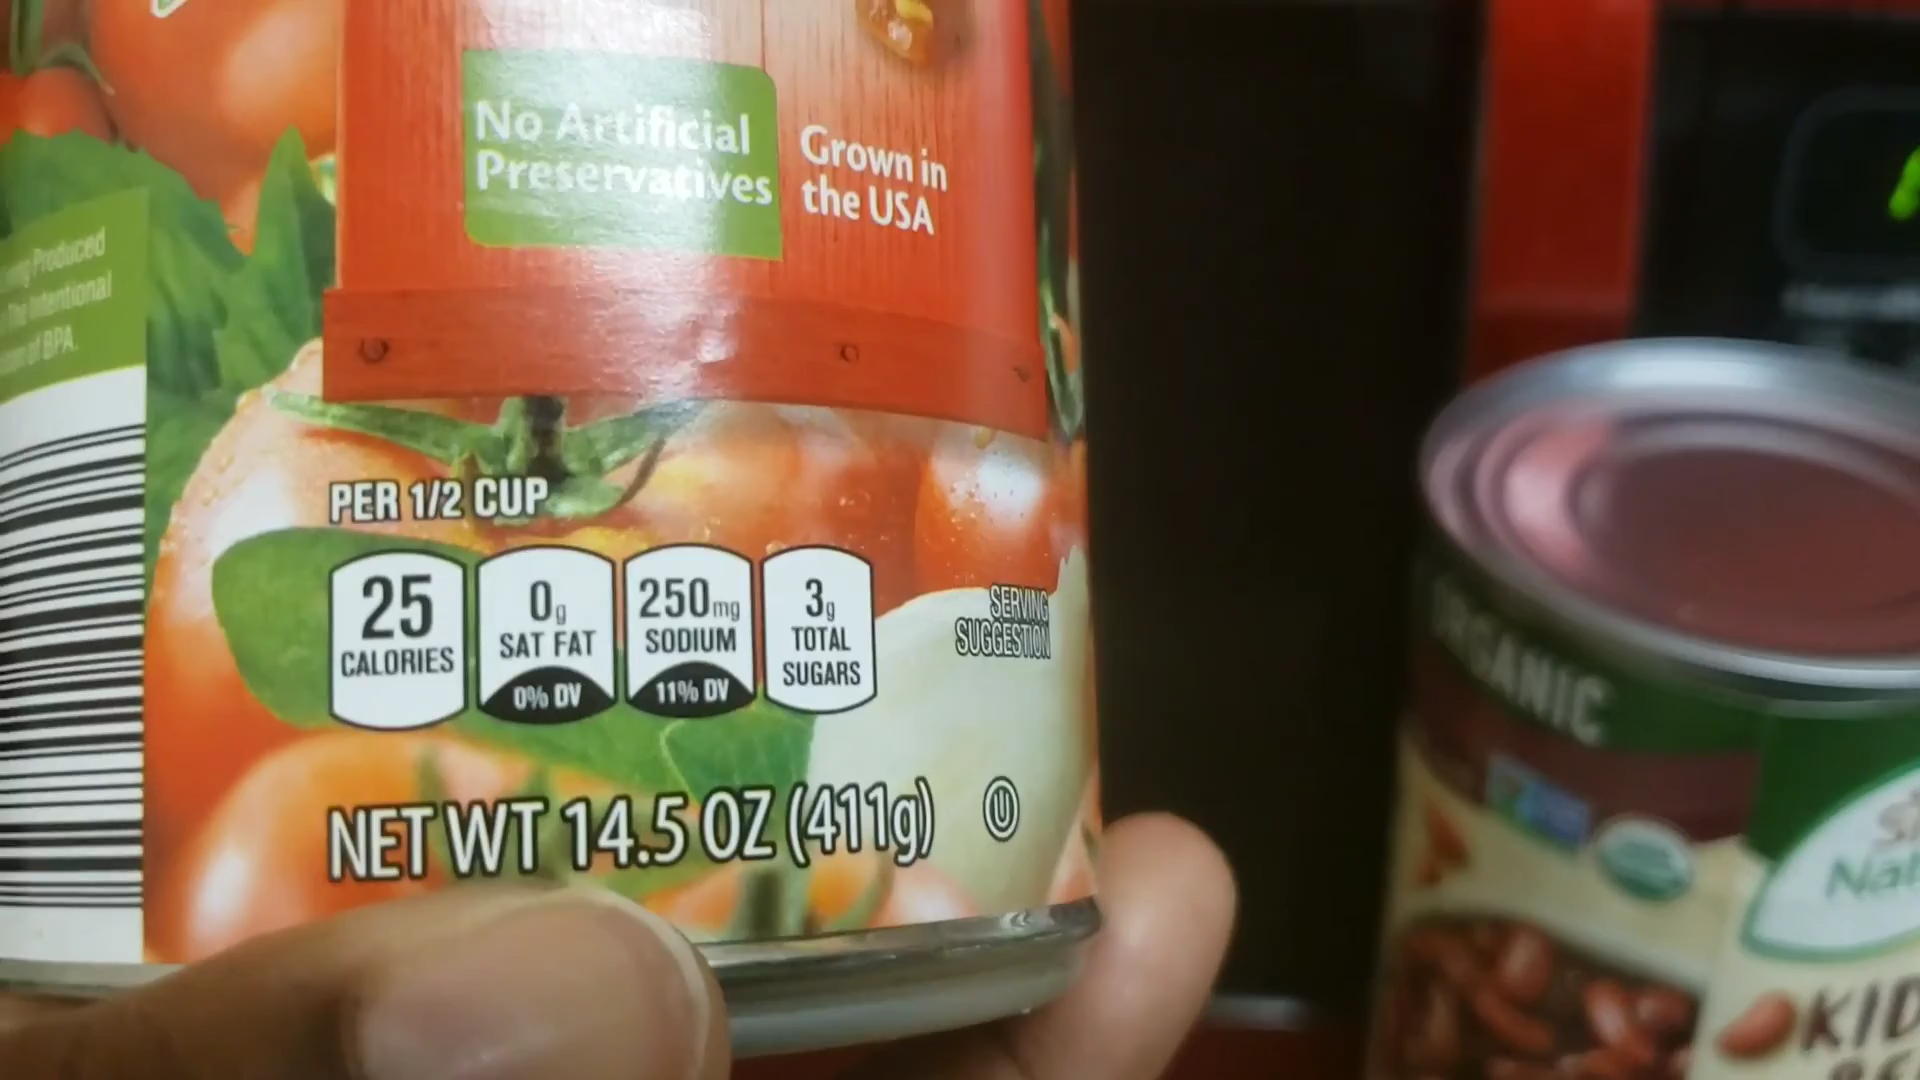 No Artificial
Preservatives
Grown in
the USA
Produced
The Intentional
of BPA.
PER 1/2 CUP
25
CALORIES
0g
SAT FAT
0% DV
250mg
SODIUM
11% DV
3g
TOTAL
SUGARS
SERVING
SUGGESTION
NET WT 14.5 OZ (411g)
U
ORGANIC